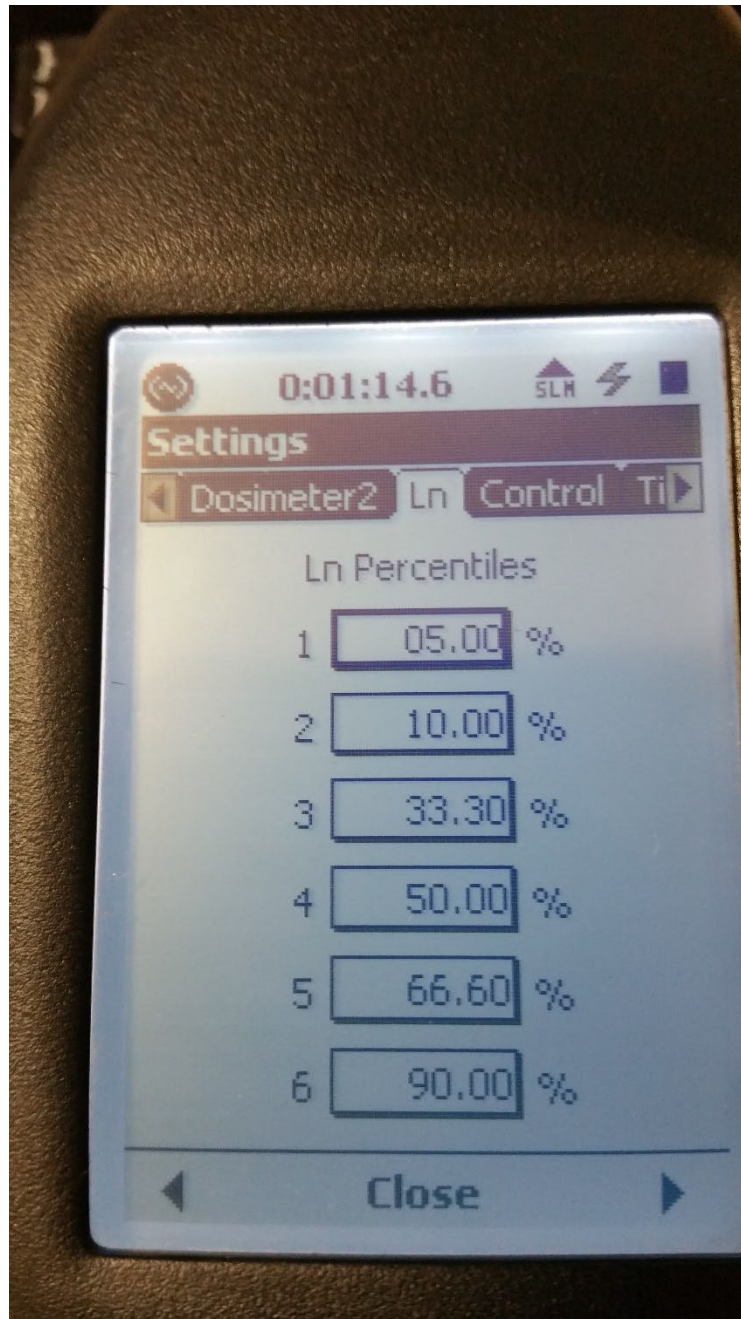 0:01:14.6 SLM
Settings
Dosimeter2 Ln Control Ti
Ln Percentiles
1 05.00 %
2 10.00 %
3 33.30 %
4 50.00 %
5 66.60 %
6 90.00 %
Close